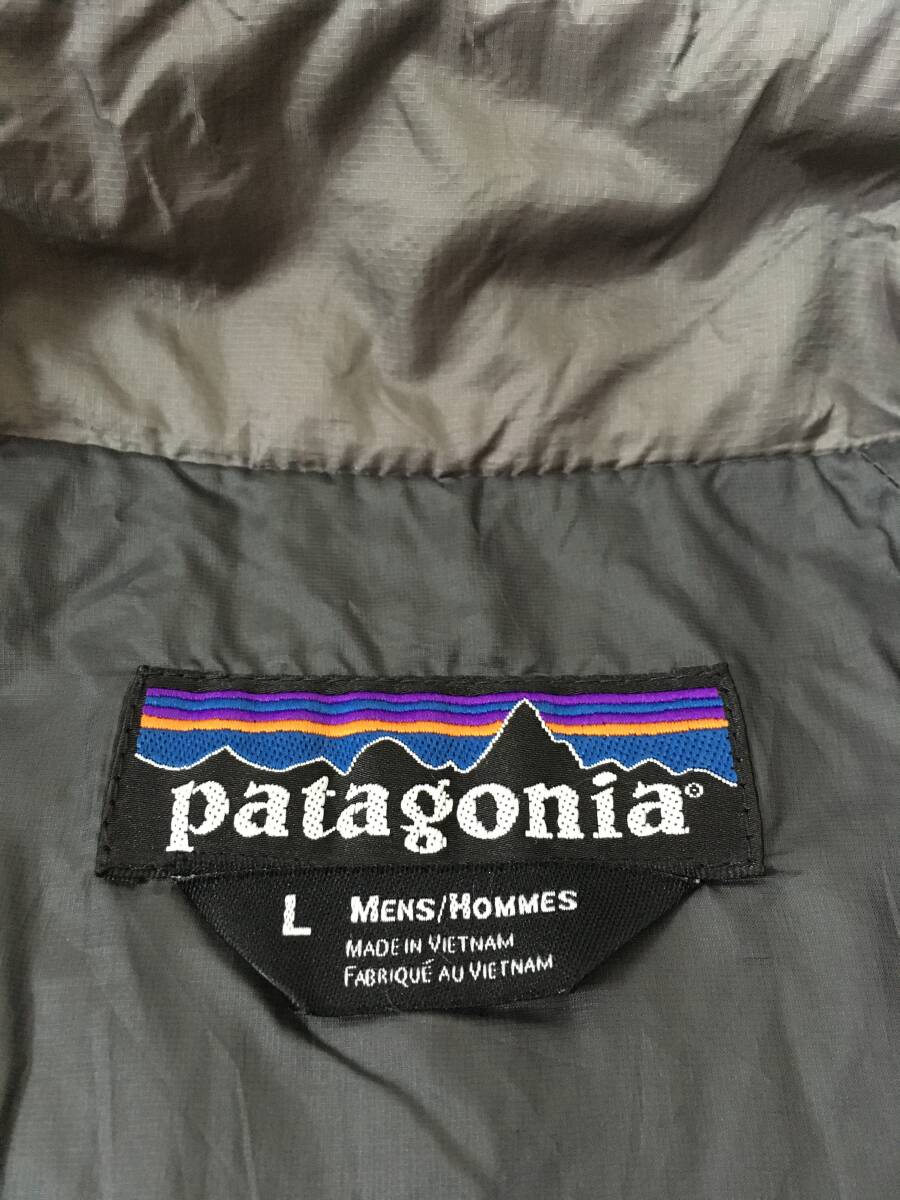 patagonia®
L MENS/HOMMES
MADE IN VIETNAM
FABRIQUÉ AU VIETNAM